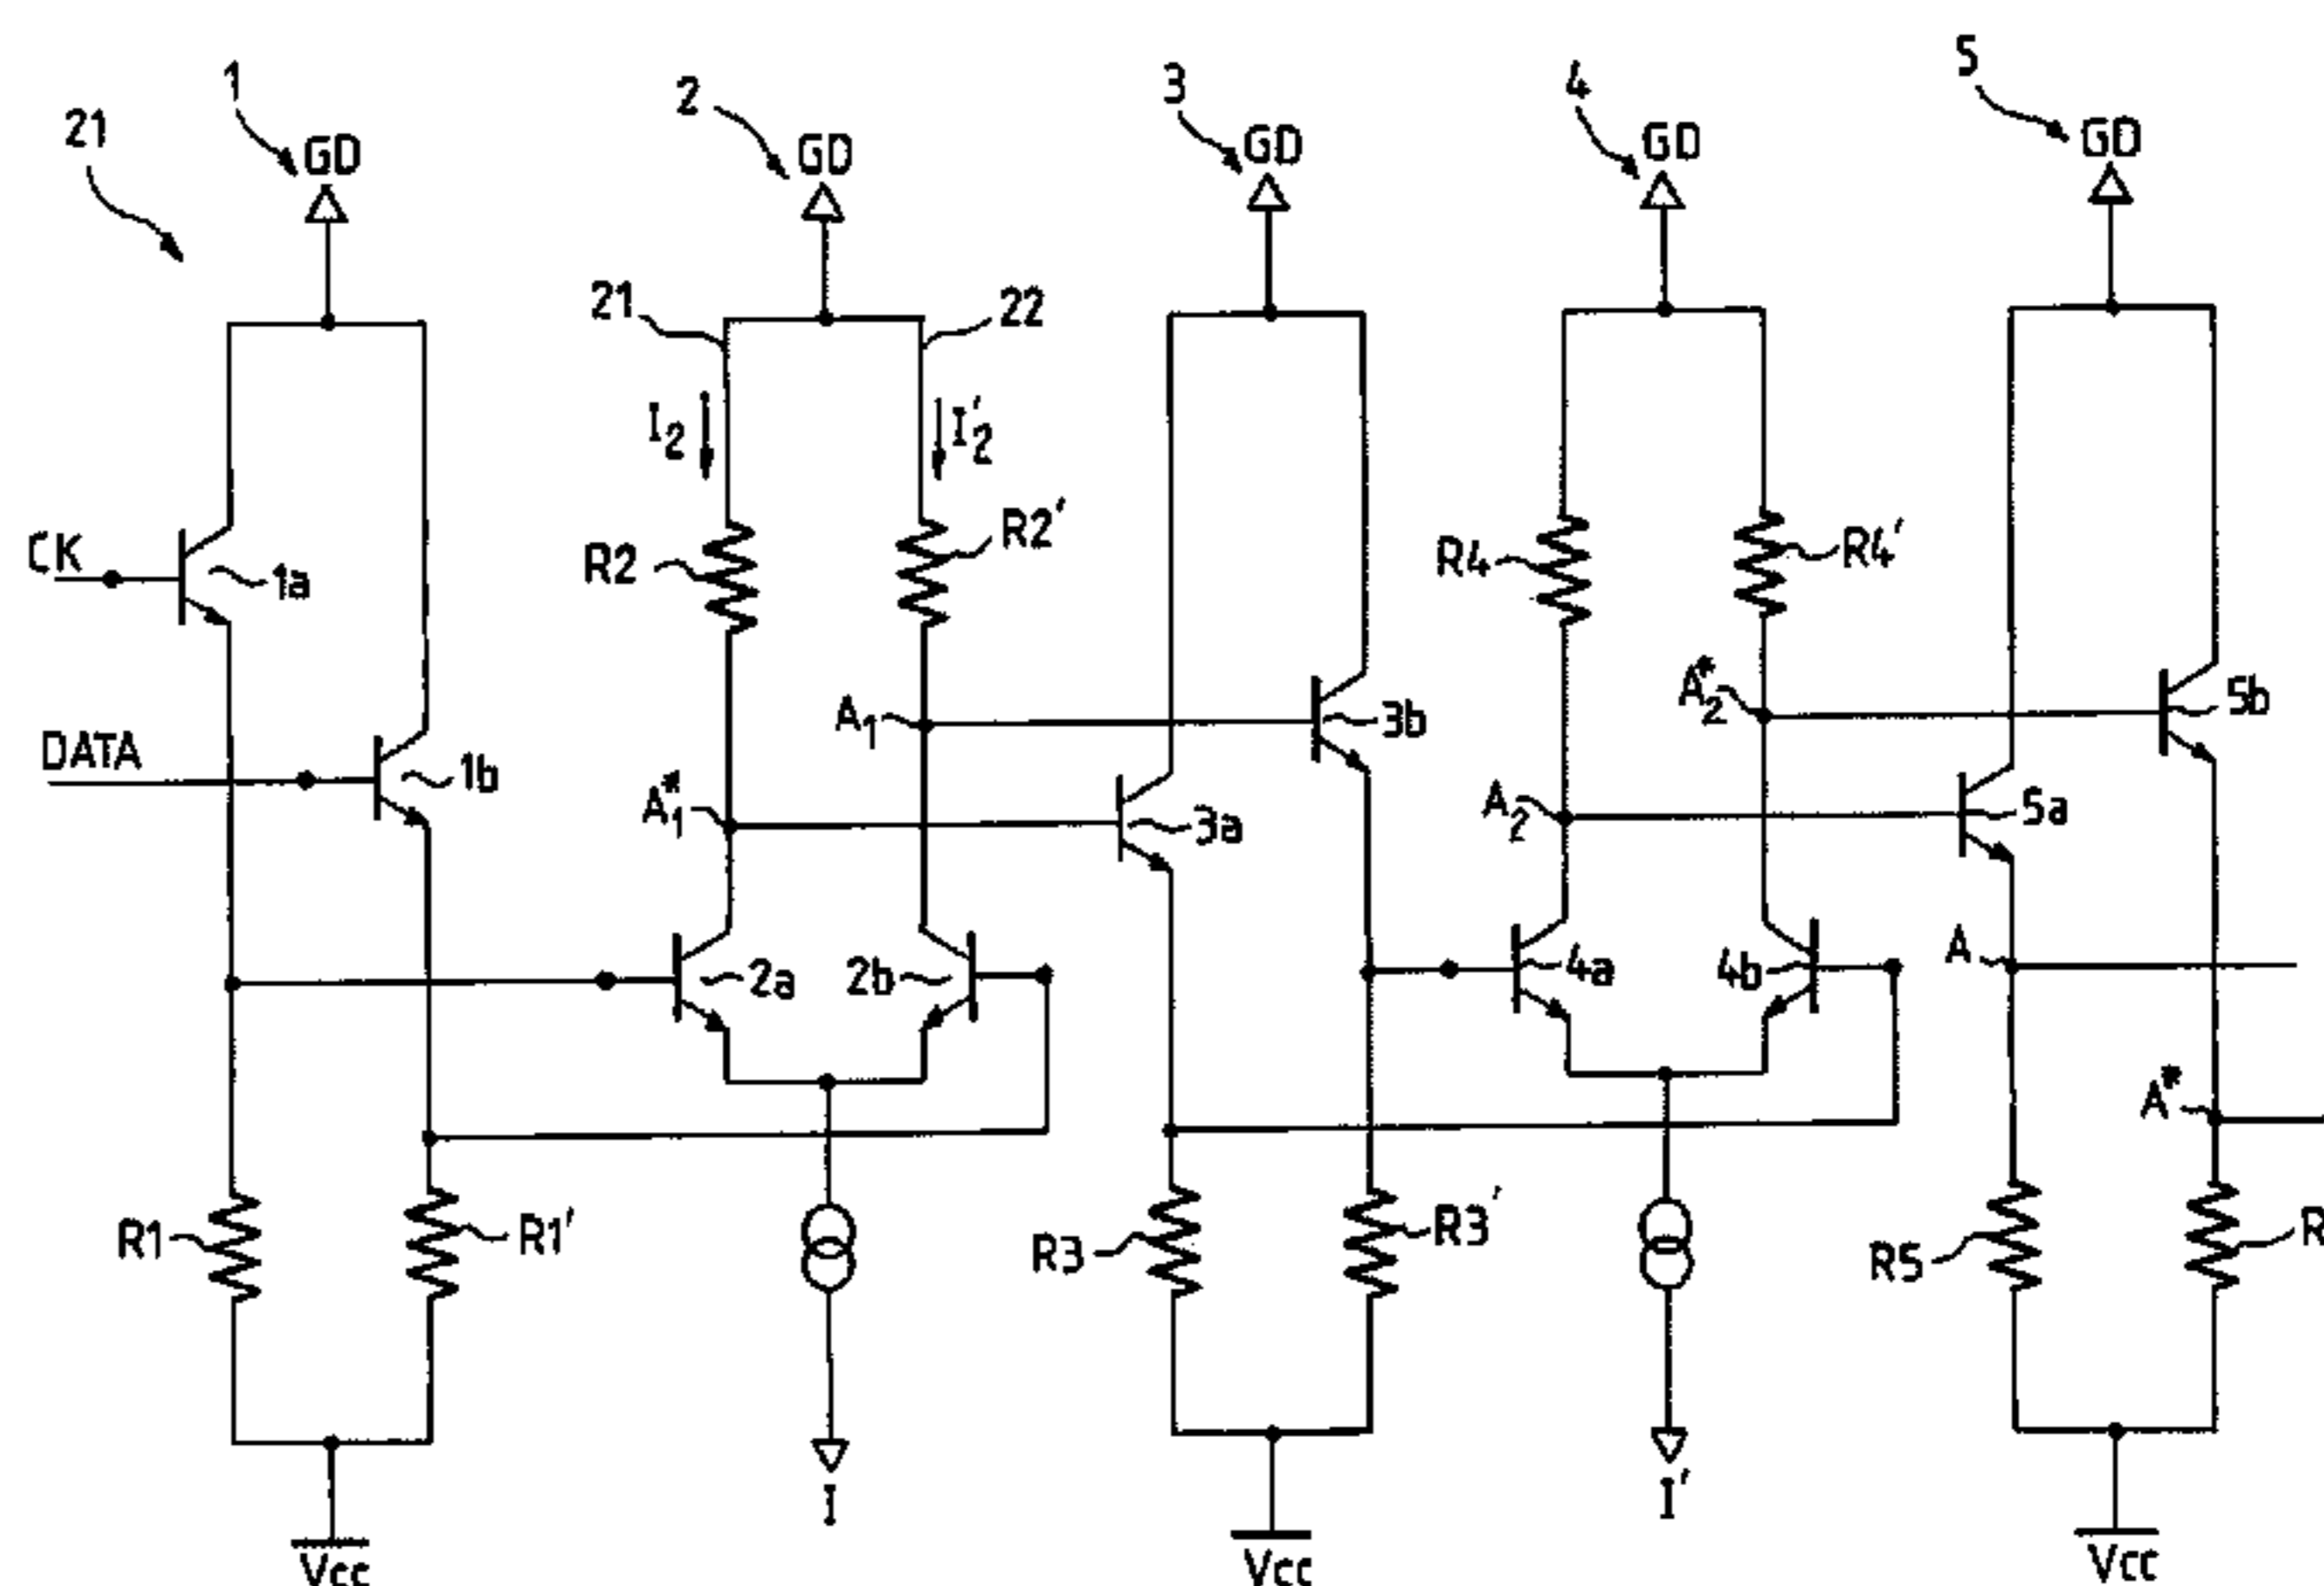 21
1
GD
2
GD
3
GD
4
GD
5
GD
21
22
I2
I'2
CK
1a
R2
R2'
R4
R4'
DATA
1b
A1
3b
A*2
5b
A*1
3a
A2
5a
2a
2b
4a
4b
A
A*
R1
R1'
R3
R3'
R5
R
I
I'
Vcc
Vcc
Vcc